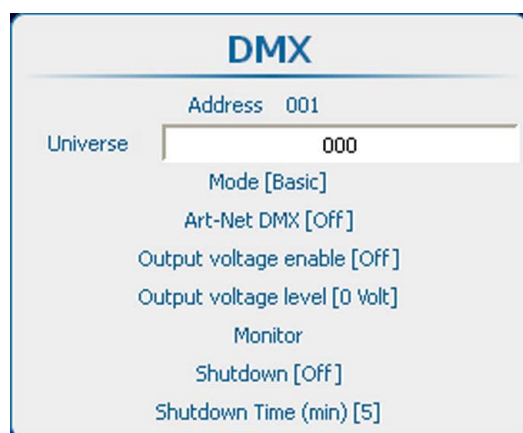 DMX
Address 001
Universe 000
Mode [Basic]
Art-Net DMX [Off]
Output voltage enable [Off]
Output voltage level [0 Volt]
Monitor
Shutdown [Off]
Shutdown Time (min) [5]